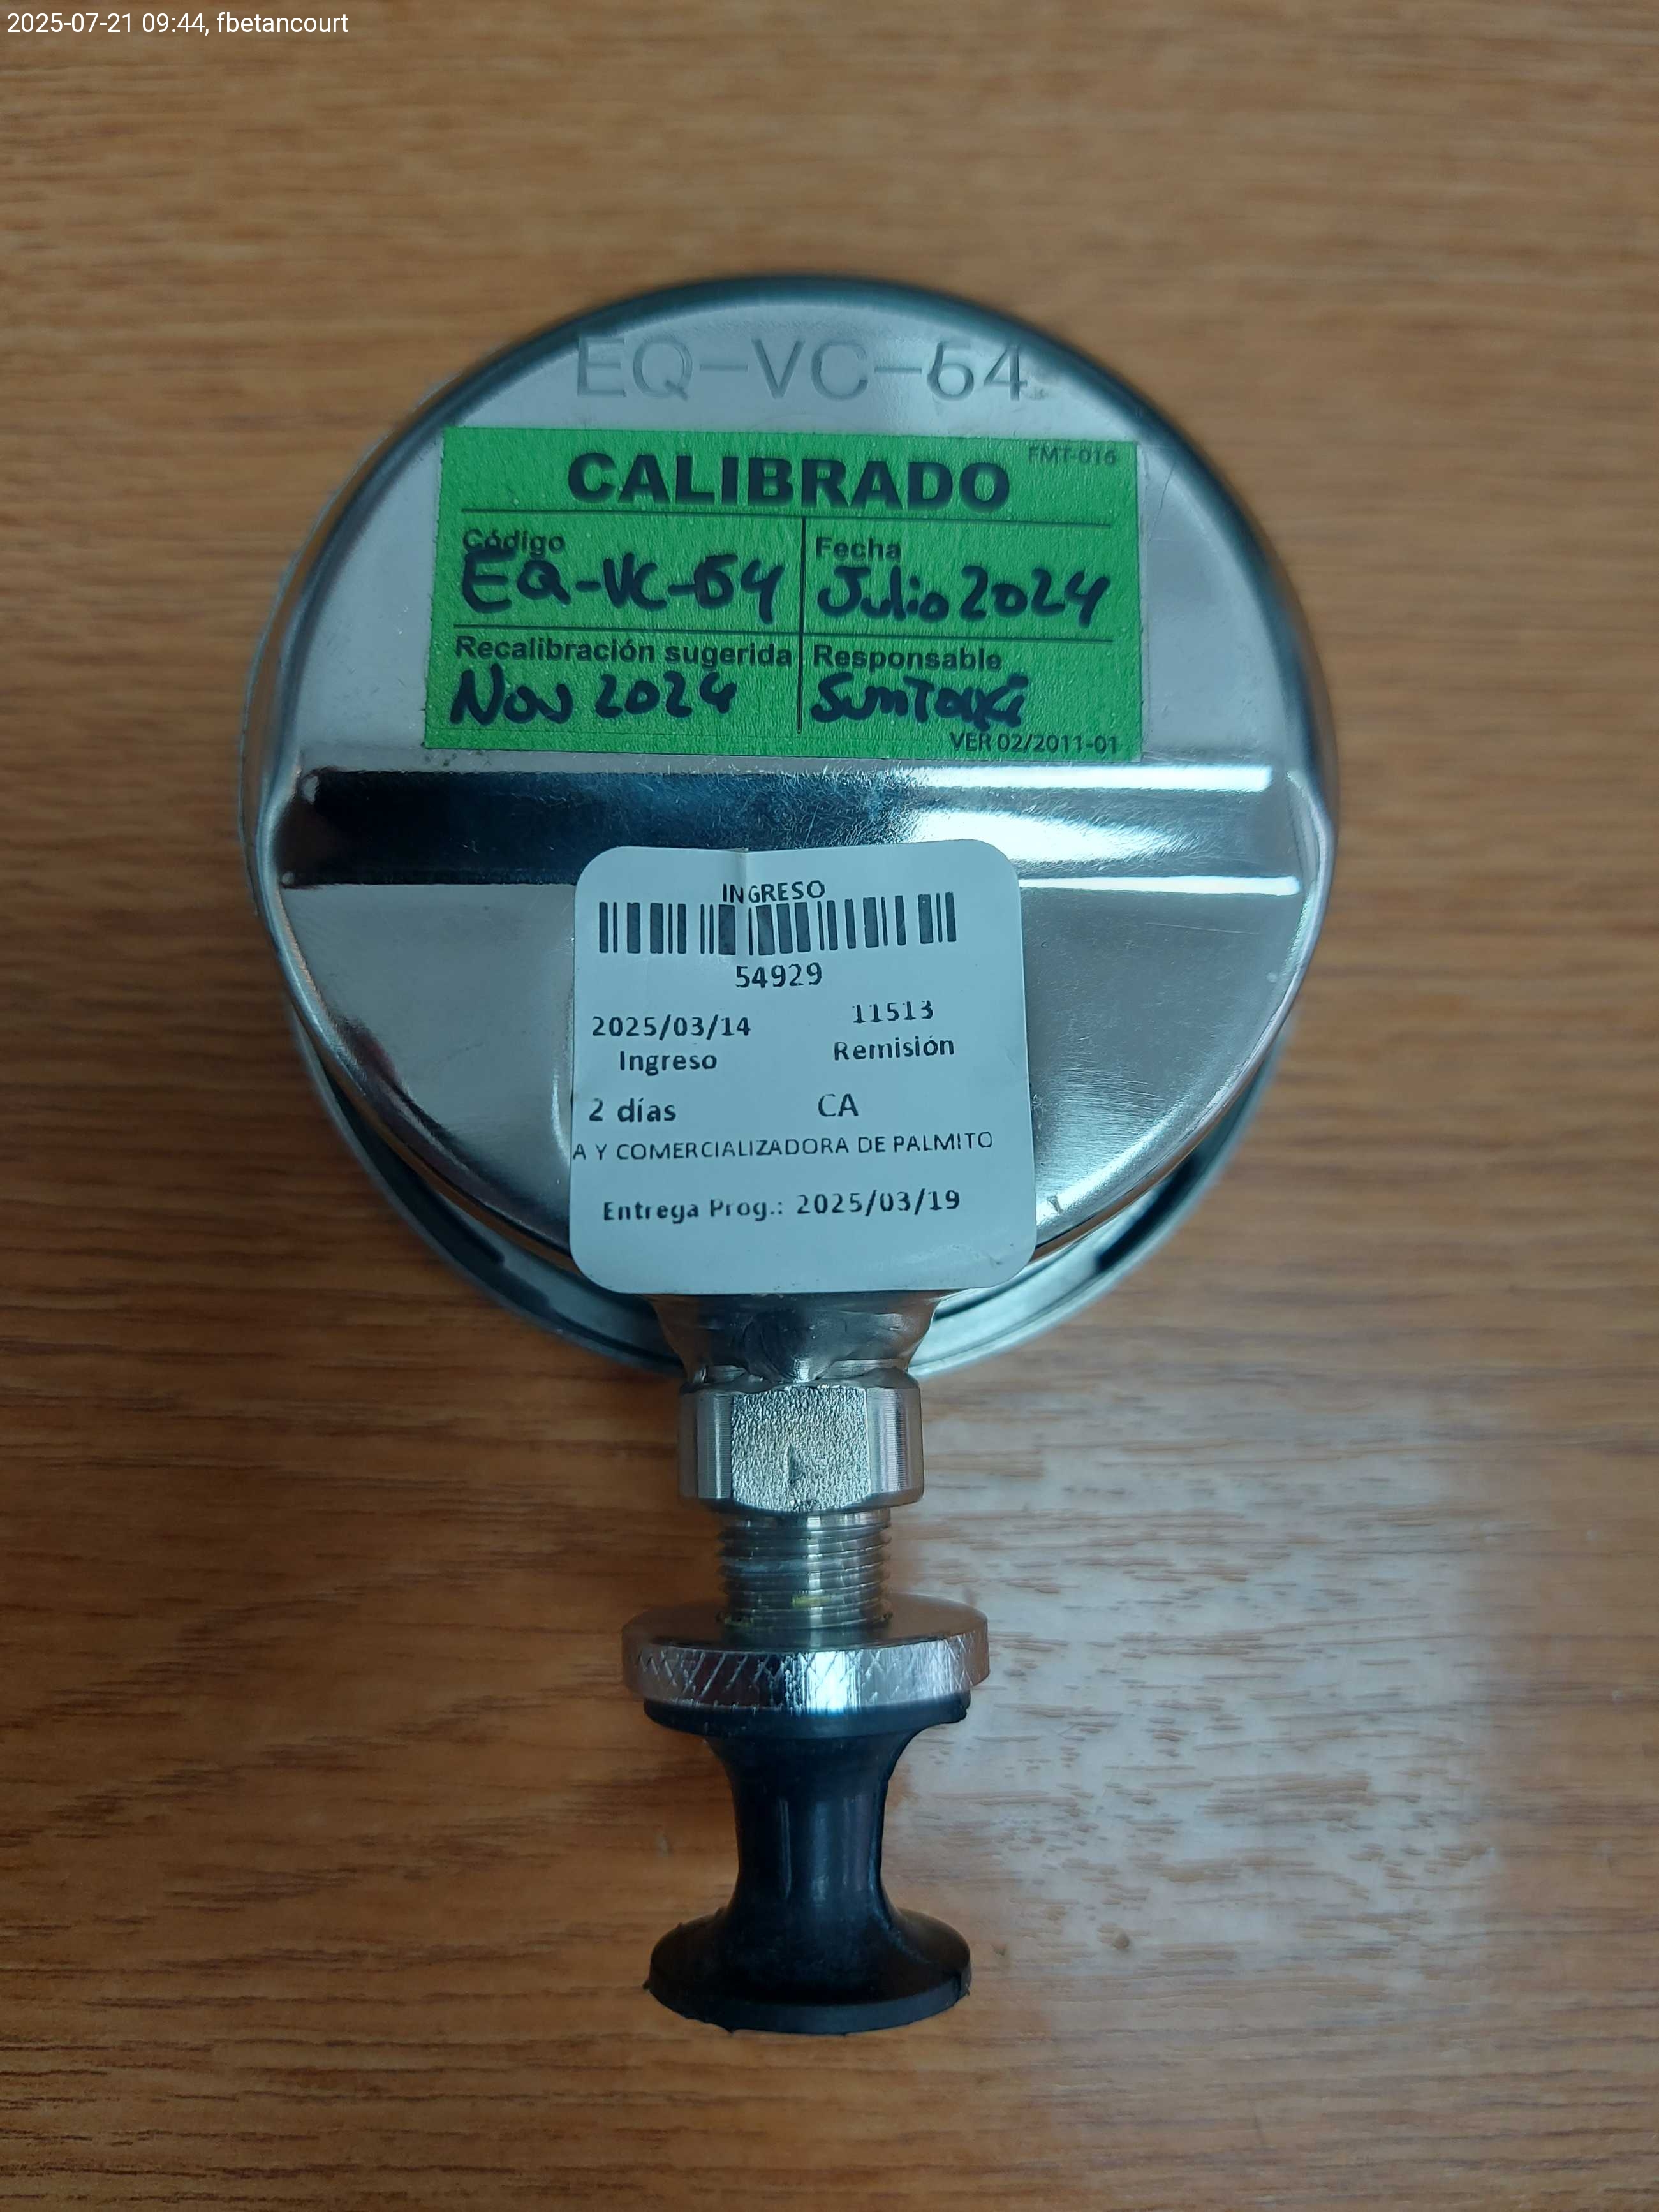 2025-07-21 09:44, fbetancourt
EQ-VC-64
FMT-016
CALIBRADO
Código
Fecha
EQ-VC-64
Julio 2024
Recalibración sugerida
Responsable
Nov 2024
VER 02/2011-01
INGRESO
54929
2025/03/14
11513
Ingreso
Remisión
2 días
CA
A Y COMERCIALIZADORA DE PALMITO
Entrega Prog.: 2025/03/19